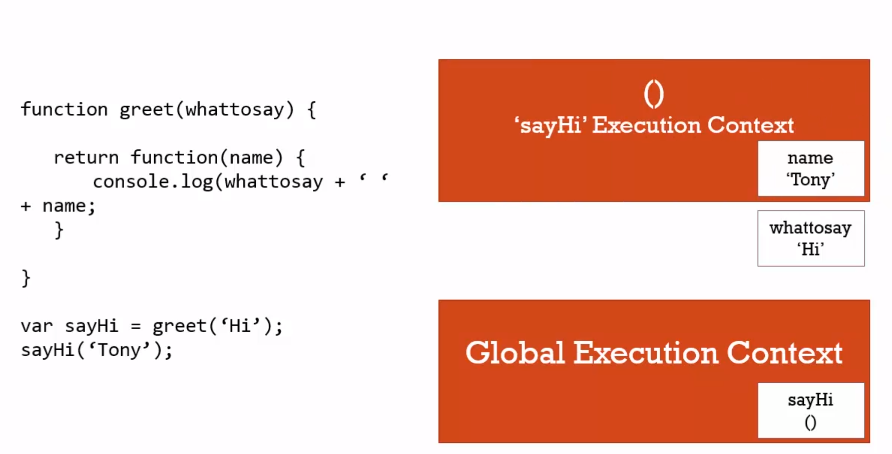 function greet(whattosay) {
return function(name) {
console.log(whattosay + ‘ ‘
+ name;
}
}
var sayHi = greet(‘Hi’);
sayHi(‘Tony’);
()
‘sayHi’ Execution Context
name
‘Tony’
whattosay
‘Hi’
Global Execution Context
sayHi
()